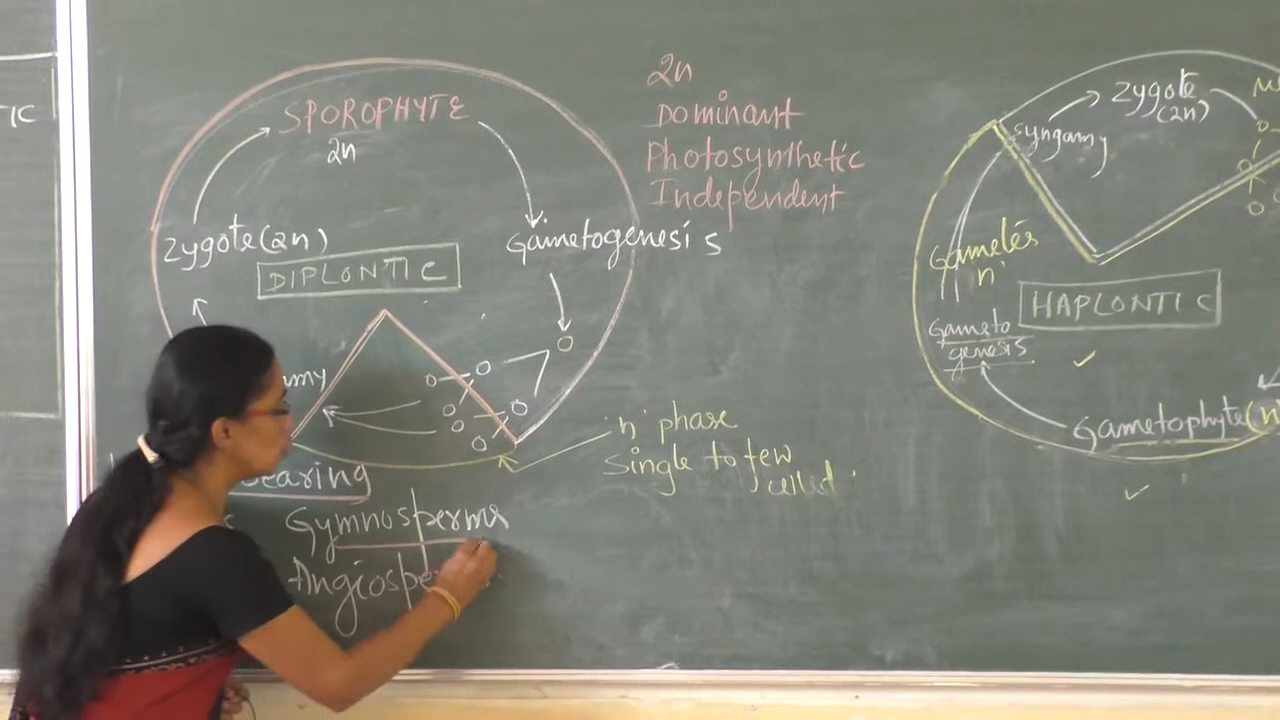 TIC
SPOROPHYTE
2n
Zygote (2n)
DIPLONTIC
Gametogenesis
2n
Dominant
Photosynthetic
Independent
'n' phase
Single to few
celled
Gymnosperms
syngamy
Zygote
(2n)
Gametes
n
HAPLONTIC
Gameto
genesis
Gametophyte (n